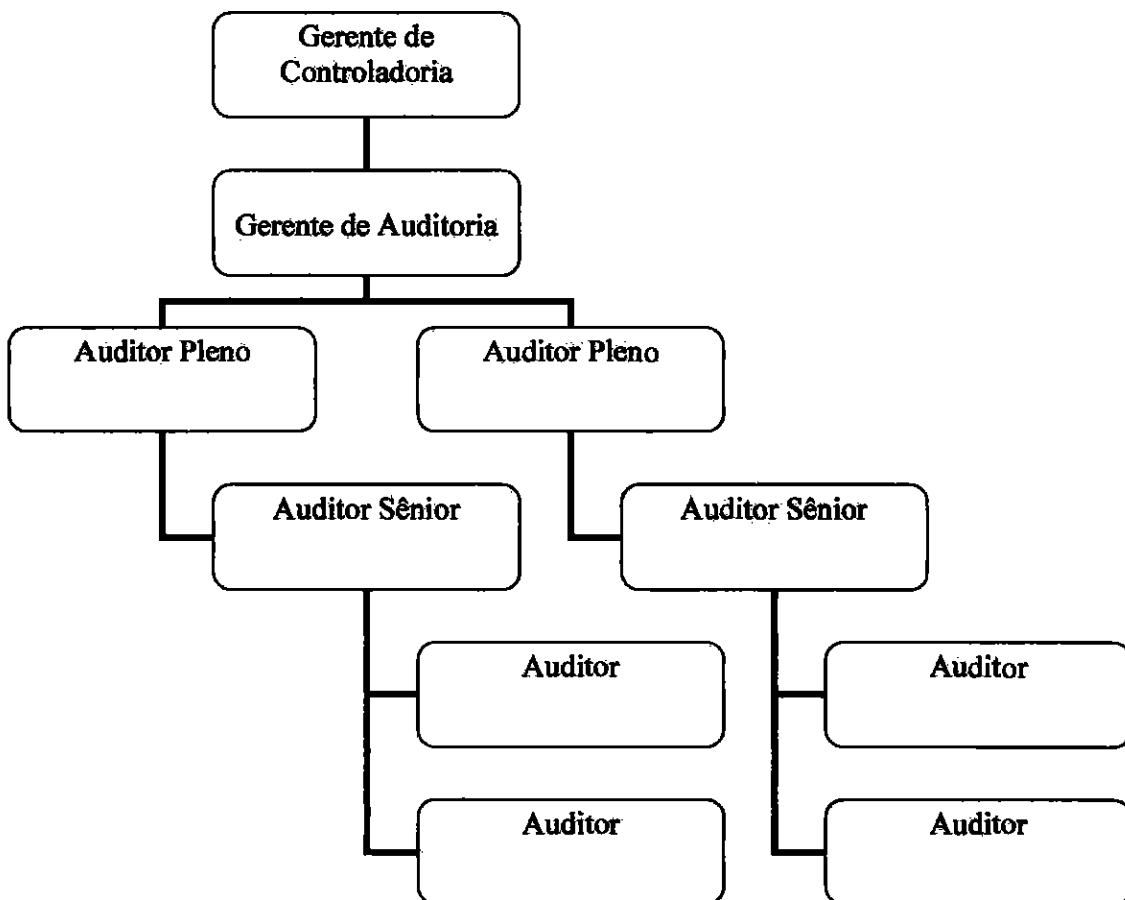 Gerente de
Controladoria
Gerente de Auditoria
Auditor Pleno
Auditor Pleno
Auditor Sênior
Auditor Sênior
Auditor
Auditor
Auditor
Auditor